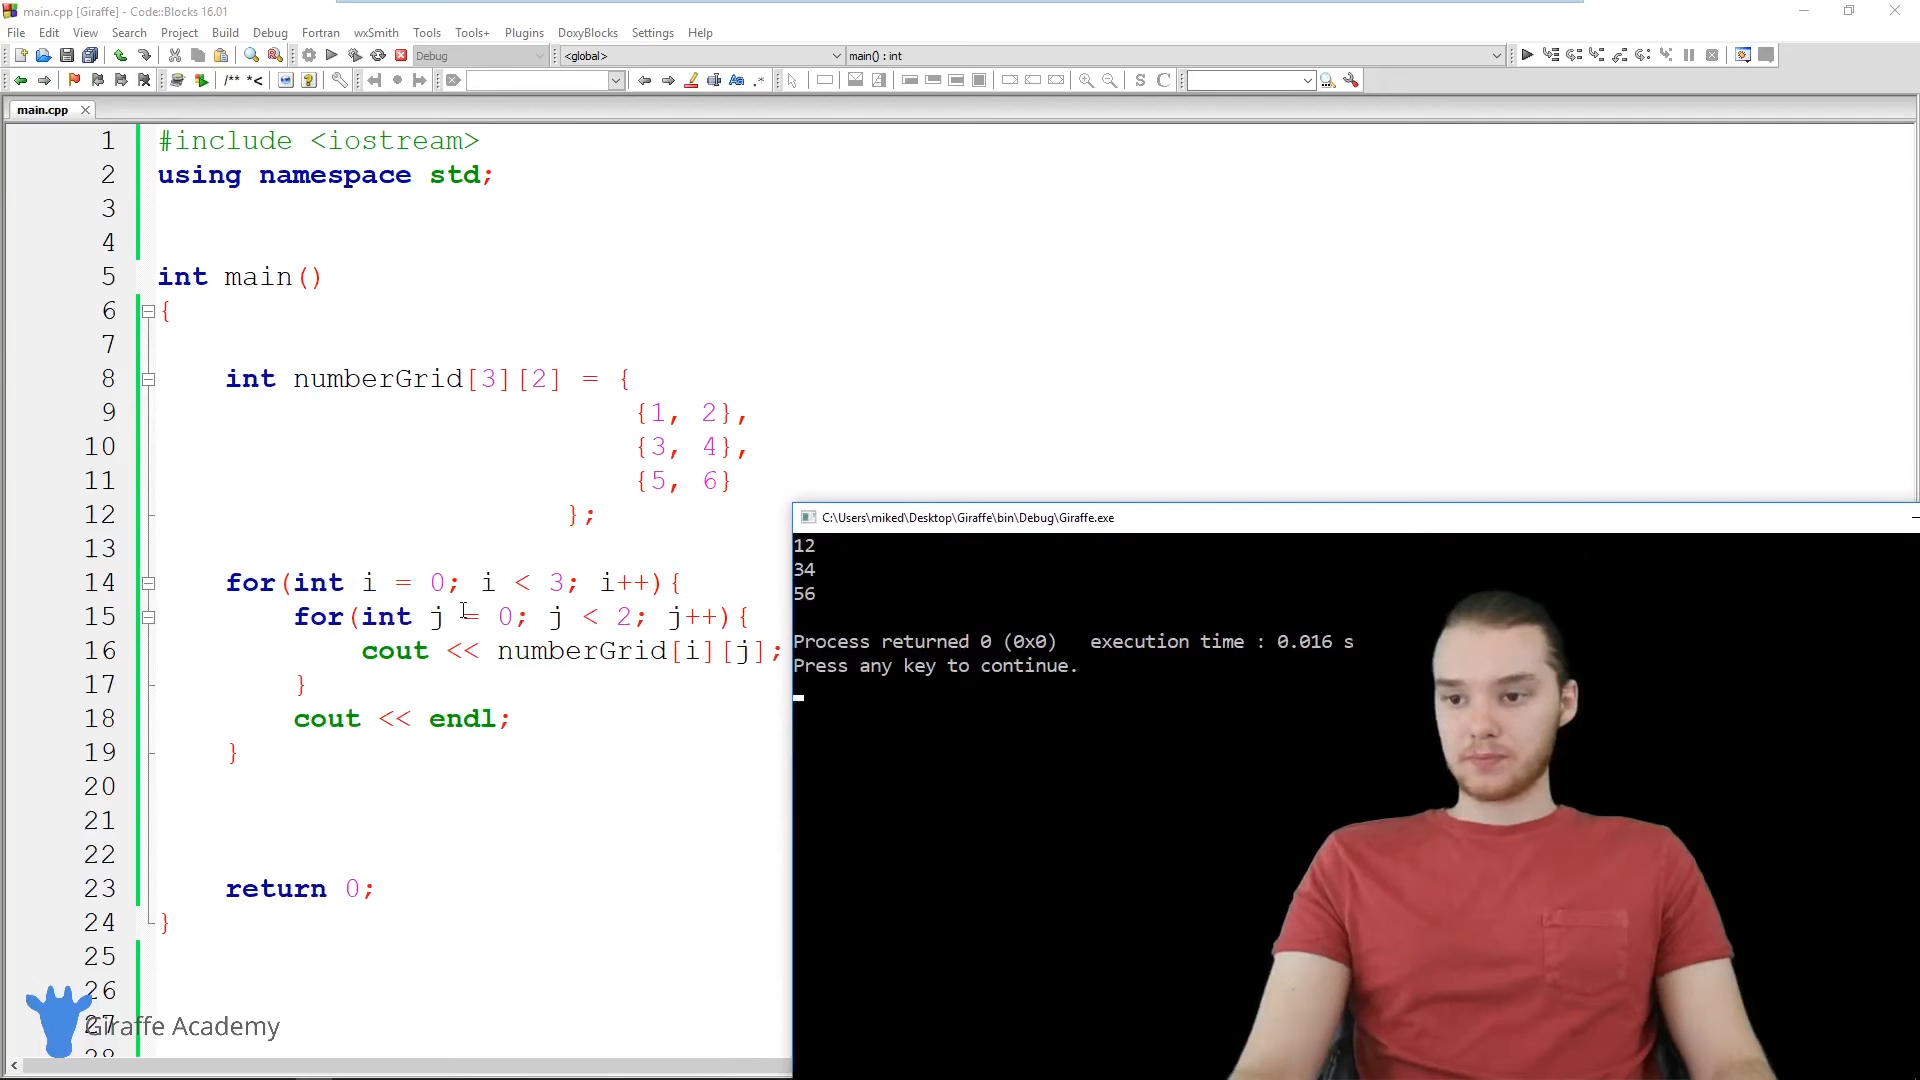 main.cpp [Giraffe] - Code::Blocks 16.01
File Edit View Search Project Build Debug Fortran wxSmith Tools Tools+ Plugins DoxyBlocks Settings Help
Debug <global> main() : int
/** *< Aa .* S C
main.cpp
1 #include <iostream>
2 using namespace std;
3
4
5 int main()
6 {
7
8 int numberGrid[3][2] = {
9 {1, 2},
10 {3, 4},
11 {5, 6}
12 };
13
14 for(int i = 0; i < 3; i++){
15 for(int j = 0; j < 2; j++){
16 cout << numberGrid[i][j];
17 }
18 cout << endl;
19 }
20
21
22
23 return 0;
24 }
25
26
27
28
C:\Users\miked\Desktop\Giraffe\bin\Debug\Giraffe.exe
12
34
56
Process returned 0 (0x0) execution time : 0.016 s
Press any key to continue.
Giraffe Academy